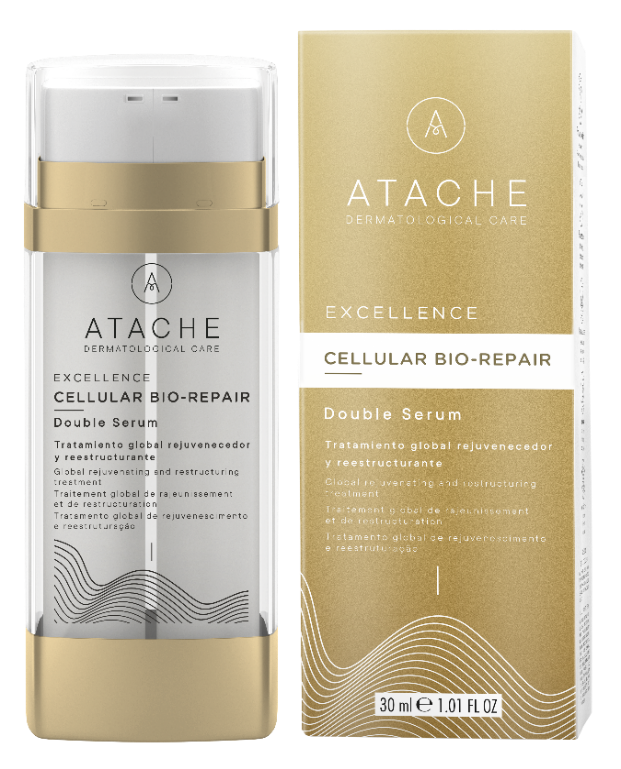 ATACHE
DERMATOLOGICAL CARE
EXCELLENCE
CELLULAR BIO-REPAIR
Double Serum
Tratamiento global rejuvenecedor
y reestructurante
Global rejuvenating and restructuring
treatment
Traitement global de rajeunissement
et de restructuration
Tratamento global de rejuvenescimento
e reestruturação
ATACHE
DERMATOLOGICAL CARE
EXCELLENCE
CELLULAR BIO-REPAIR
Double Serum
Tratamiento global rejuvenecedor
y reestructurante
Global rejuvenating and restructuring
treatment
Traitement global de rajeunissement
et de restructuration
Tratamento global de rejuvenescimento
e reestruturação
30 ml ℮ 1.01 FL OZ